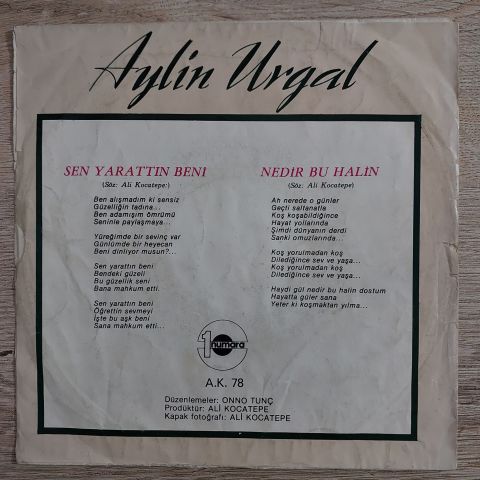 Aylin Urgal
SEN YARATTIN BENİ
(Söz: Ali Kocatepe:)
Ben alışmadım ki sensiz
Güzelliğin tadına...
Ben adamışım ömrümü
Seninle paylaşmaya...
Yüreğimde bir sevinç var
Gönlümde bir heyecan
Beni dinliyor musun?...
Sen yarattın beni
Bendeki güzeli
Bu güzelik seni
Bana mahkum etti.
Sen yarattın beni
Öğrettin sevmeyi
İşte bu aşk beni
Sana mahkum etti...
NEDİR BU HALİN
(Söz: Ali Kocatepe)
Ah nerede o günler
Geçti saltanatla
Koş koşabildiğince
Hayat yollarında
Şimdi dünyanın derdi
Sanki omuzlarında...
Koş yorulmadan koş
Dilediğince sev ve yaşa...
Koş yorulmadan koş
Dilediğince sev ve yaşa...
Haydi gül nedir bu halin dostum
Hayatta güler sana
Yeter ki koşmaktan yılma...
1 numara
A.K. 78
Düzenlemeler: ONNO TUNÇ
Prodüktür: ALİ KOCATEPE
Kapak fotoğrafı: ALİ KOCATEPE